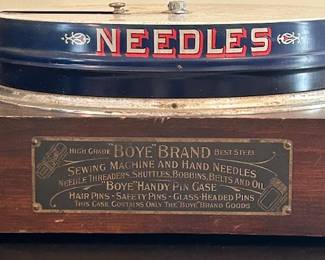 NEEDLES
HIGH GRADE "BOYE" BRAND BEST STEEL
SEWING MACHINE AND HAND NEEDLES
NEEDLE THREADERS, SHUTTLES, BOBBINS, BELTS AND OIL
"BOYE" HANDY PIN CASE
HAIR PINS - SAFETY PINS - GLASS-HEADED PINS
THIS CASE CONTAINS ONLY THE "BOYE" BRAND GOODS